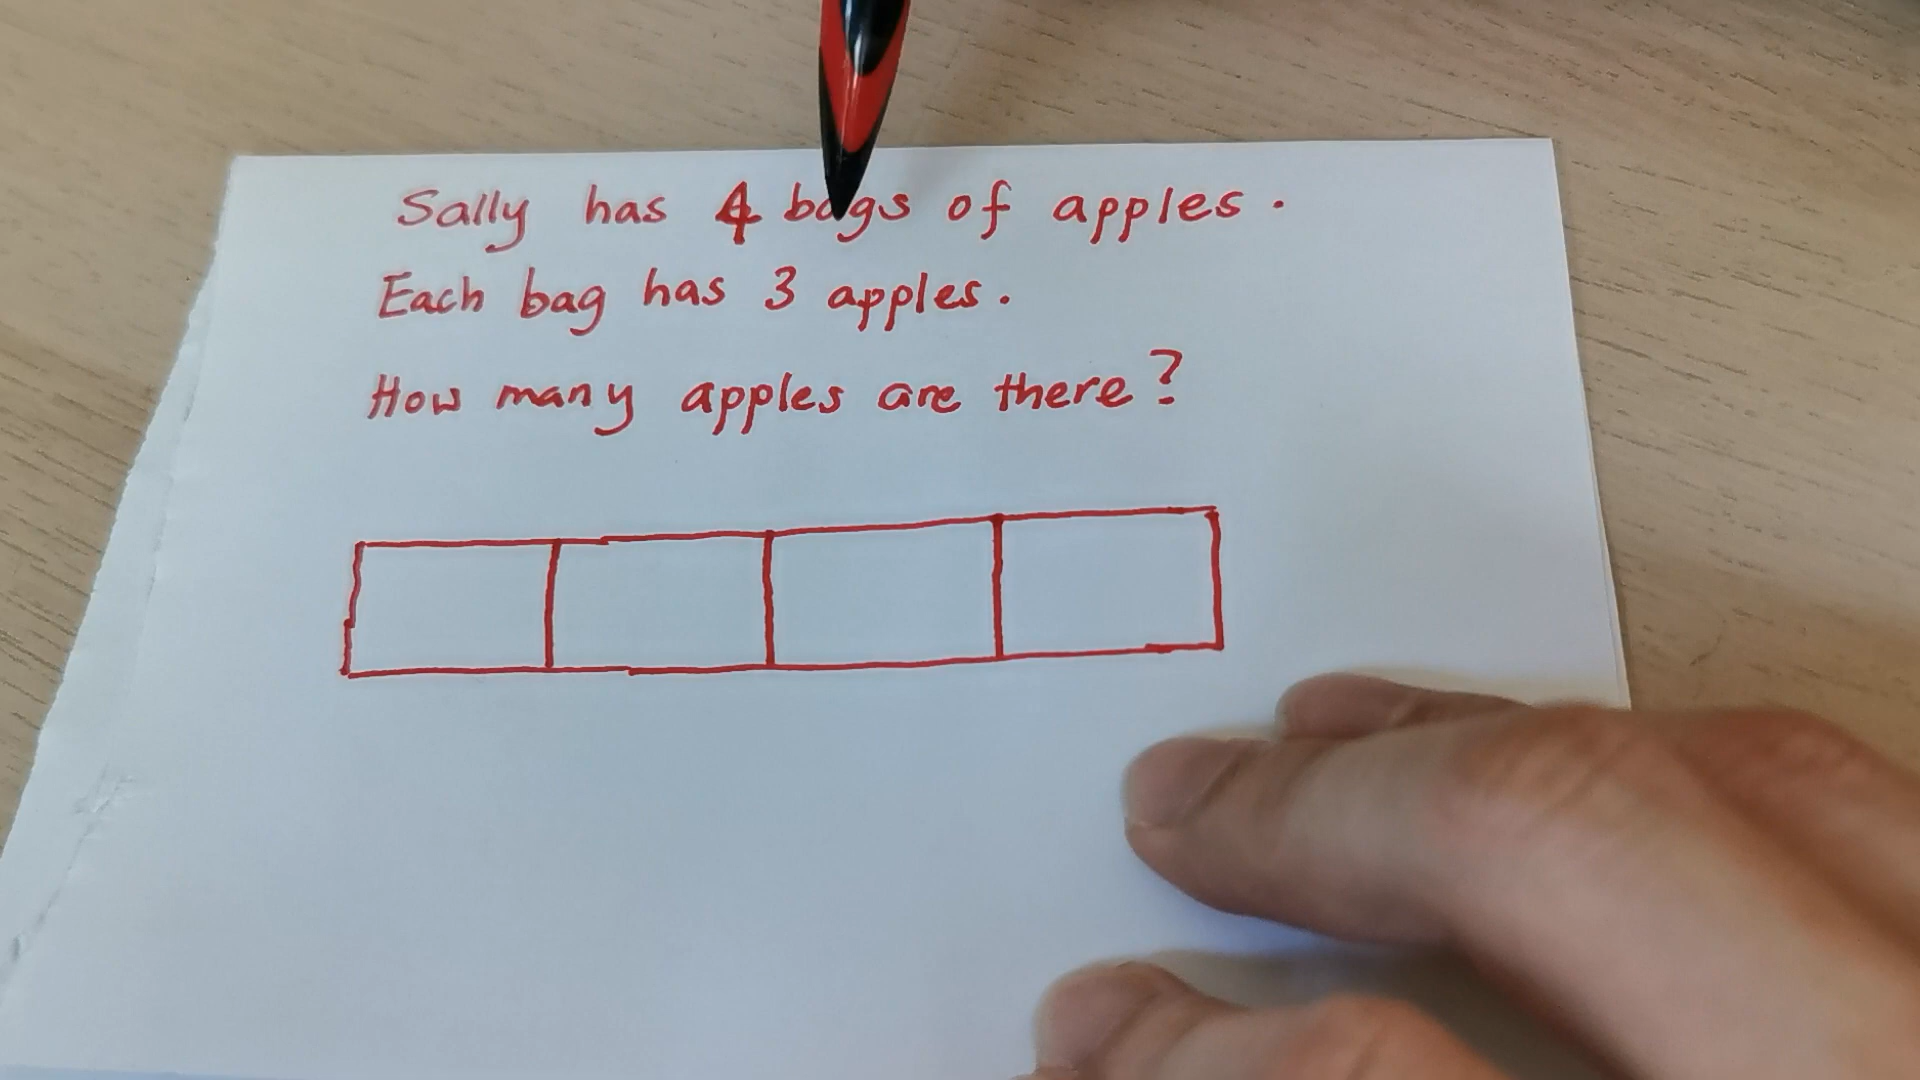 Sally has 4 bags of apples.
Each bag has 3 apples.
How many apples are there?